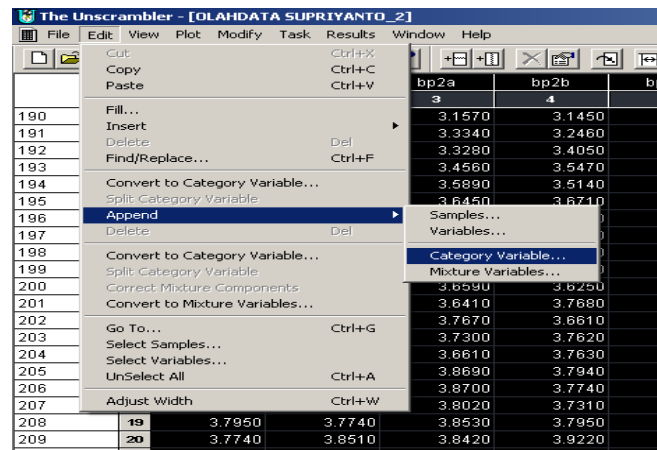 The Unscrambler - [OLAHDATA SUPRIYANTO_2]
File Edit View Plot Modify Task Results Window Help
Cut Ctrl+X
Copy Ctrl+C
Paste Ctrl+V
Fill...
Insert
Delete Del
Find/Replace... Ctrl+F
Convert to Category Variable...
Split Category Variable
Append
Delete Del
Convert to Category Variable...
Split Category Variable
Correct Mixture Components
Convert to Mixture Variables...
Go To... Ctrl+G
Select Samples...
Select Variables...
UnSelect All Ctrl+A
Adjust Width Ctrl+W
Samples...
Variables...
Category Variable...
Mixture Variables...
bp2a bp2b
3 4
190 3.1570 3.1450
191 3.3340 3.2460
192 3.3280 3.4050
193 3.4560 3.5470
194 3.5890 3.5140
195 3.6450 3.6710
196
197
198
199
200 3.6590 3.6250
201 3.6410 3.7680
202 3.7670 3.6610
203 3.7300 3.7620
204 3.6610 3.7630
205 3.8690 3.7940
206 3.8700 3.7740
207 3.8020 3.7310
208 19 3.7950 3.7740 3.8530 3.7950
209 20 3.7740 3.8510 3.8420 3.9220